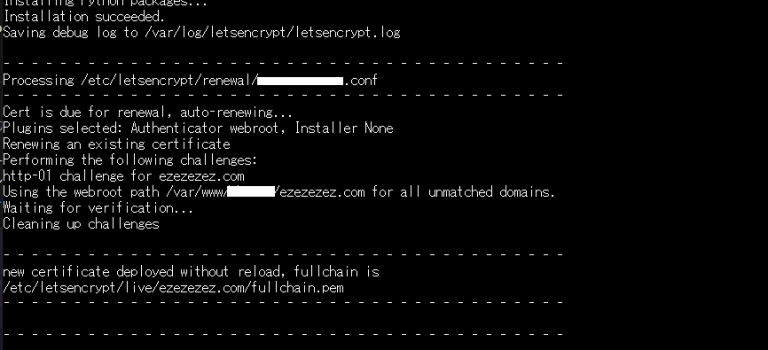 Installing Python packages...
Installation succeeded.
Saving debug log to /var/log/letsencrypt/letsencrypt.log
- - - - - - - - - - - - - - - - - - - - - - - - - - - - - - - - - - - - - - - -
Processing /etc/letsencrypt/renewal/ .conf
- - - - - - - - - - - - - - - - - - - - - - - - - - - - - - - - - - - - - - - -
Cert is due for renewal, auto-renewing...
Plugins selected: Authenticator webroot, Installer None
Renewing an existing certificate
Performing the following challenges:
http-01 challenge for ezezezez.com
Using the webroot path /var/www/ /ezezezez.com for all unmatched domains.
Waiting for verification...
Cleaning up challenges
- - - - - - - - - - - - - - - - - - - - - - - - - - - - - - - - - - - - - - - -
new certificate deployed without reload, fullchain is
/etc/letsencrypt/live/ezezezez.com/fullchain.pem
- - - - - - - - - - - - - - - - - - - - - - - - - - - - - - - - - - - - - - - -
- - - - - - - - - - - - - - - - - - - - - - - - - - - - - - - - - - - - - - - -